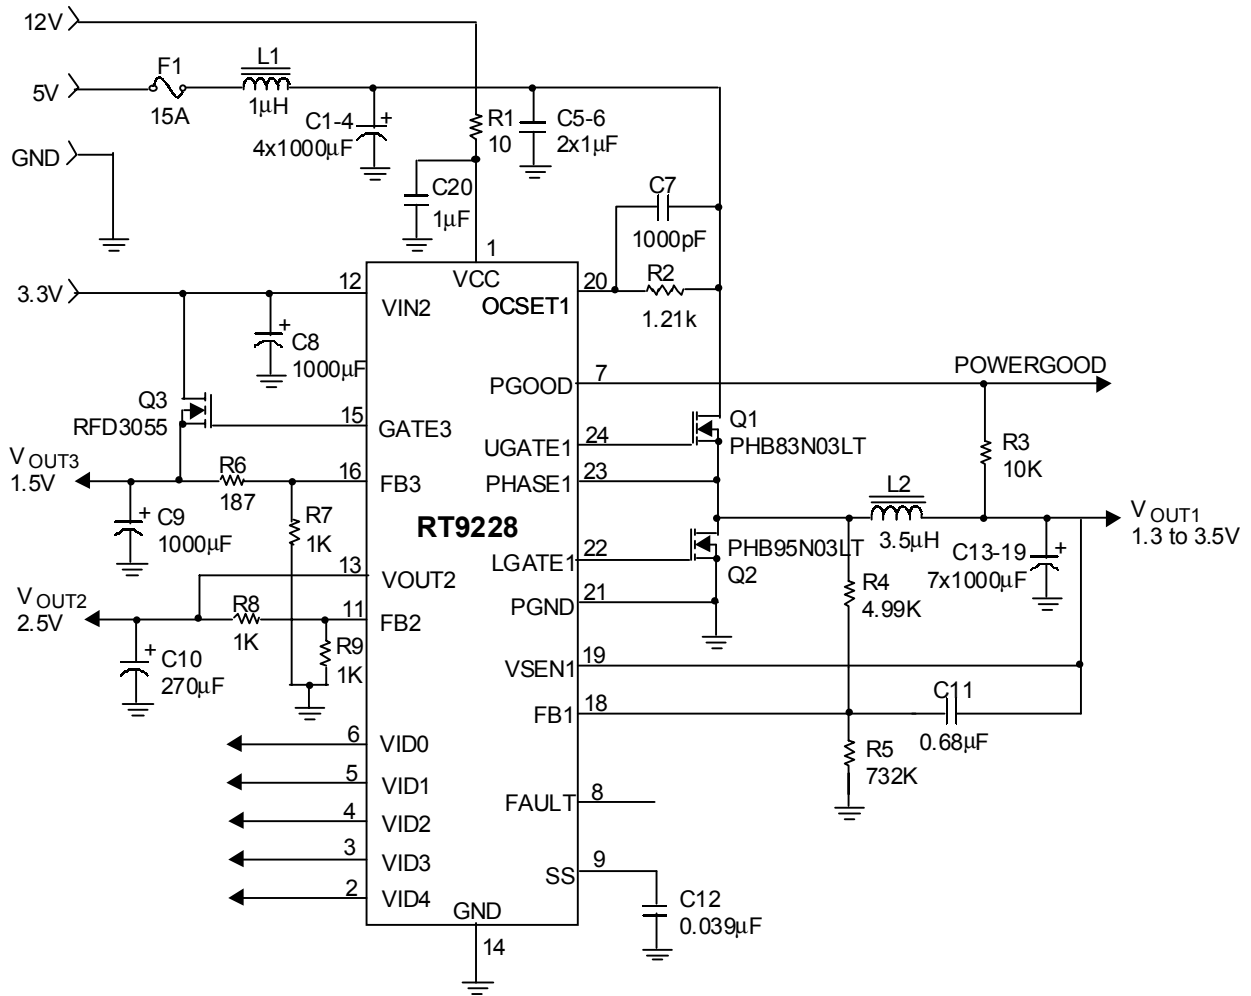 12V
F1
L1
5V
15A
1μH
C1-4
4x1000μF
+
R1
10
C5-6
2x1μF
GND
C20
1μF
C7
1000pF
1
VCC
20
OCSET1
R2
1.21k
3.3V
12
VIN2
+
C8
1000μF
PGOOD
7
POWERGOOD
Q3
RFD3055
15
GATE3
UGATE1
24
Q1
PHB83N03LT
R3
10K
V OUT3
1.5V
R6
187
16
FB3
PHASE1
23
L2
3.5μH
V OUT1
1.3 to 3.5V
+
C9
1000μF
R7
1K
RT9228
LGATE1
22
PHB95N03LT
Q2
C13-19
7x1000μF
+
13
VOUT2
PGND
21
R4
4.99K
V OUT2
2.5V
R8
1K
11
FB2
+
C10
270μF
R9
1K
VSEN1
19
FB1
18
C11
0.68μF
6
VID0
R5
732K
5
VID1
FAULT
8
4
VID2
3
VID3
SS
9
2
VID4
C12
0.039μF
GND
14